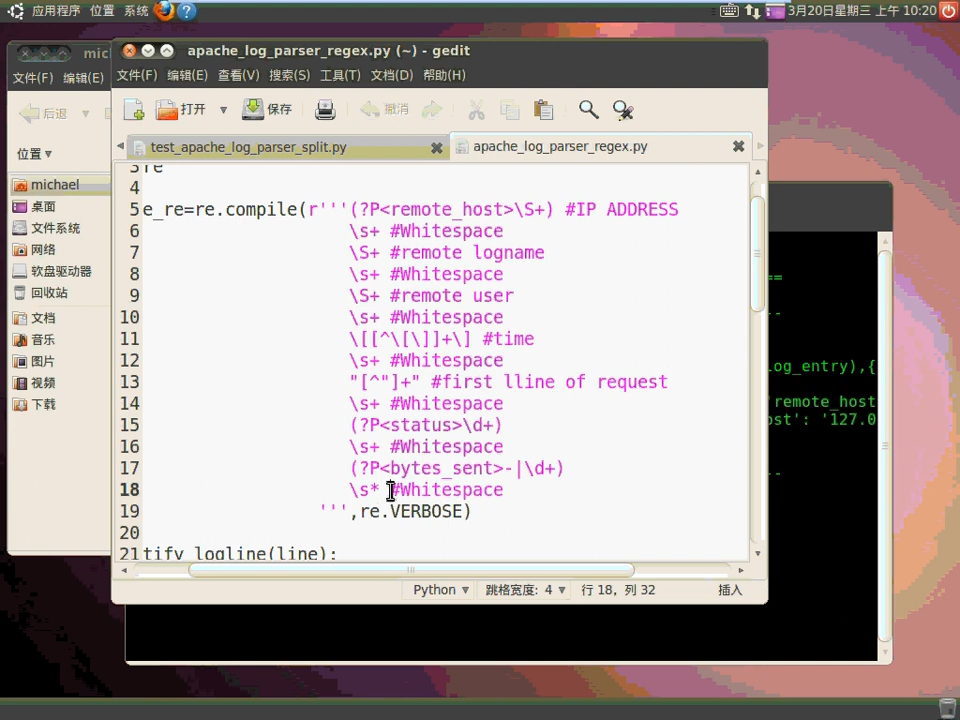 应用程序 位置 系统 ? 3月20日星期三 上午 10:20
mich
文件(F) 编辑(E)
后退
位置
michael
桌面
文件系统
网络
软盘驱动器
回收站
文档
音乐
图片
视频
下载
apache_log_parser_regex.py (~) - gedit
文件(F) 编辑(E) 查看(V) 搜索(S) 工具(T) 文档(D) 帮助(H)
打开 保存 撤消
test_apache_log_parser_split.py apache_log_parser_regex.py
3 re
4
5 e_re=re.compile(r'''(?P<remote_host>\S+) #IP ADDRESS
6 \s+ #Whitespace
7 \S+ #remote logname
8 \s+ #Whitespace
9 \S+ #remote user
10 \s+ #Whitespace
11 \[[^\[\]]+\] #time
12 \s+ #Whitespace
13 "[^"]+" #first lline of request
14 \s+ #Whitespace
15 (?P<status>\d+)
16 \s+ #Whitespace
17 (?P<bytes_sent>-|\d+)
18 \s* #Whitespace
19 ''',re.VERBOSE)
20
21 tify_logline(line):
Python 跳格宽度: 4 行 18，列 32 插入
==
--
log_entry),{
'remote_host
ost': '127.0
--